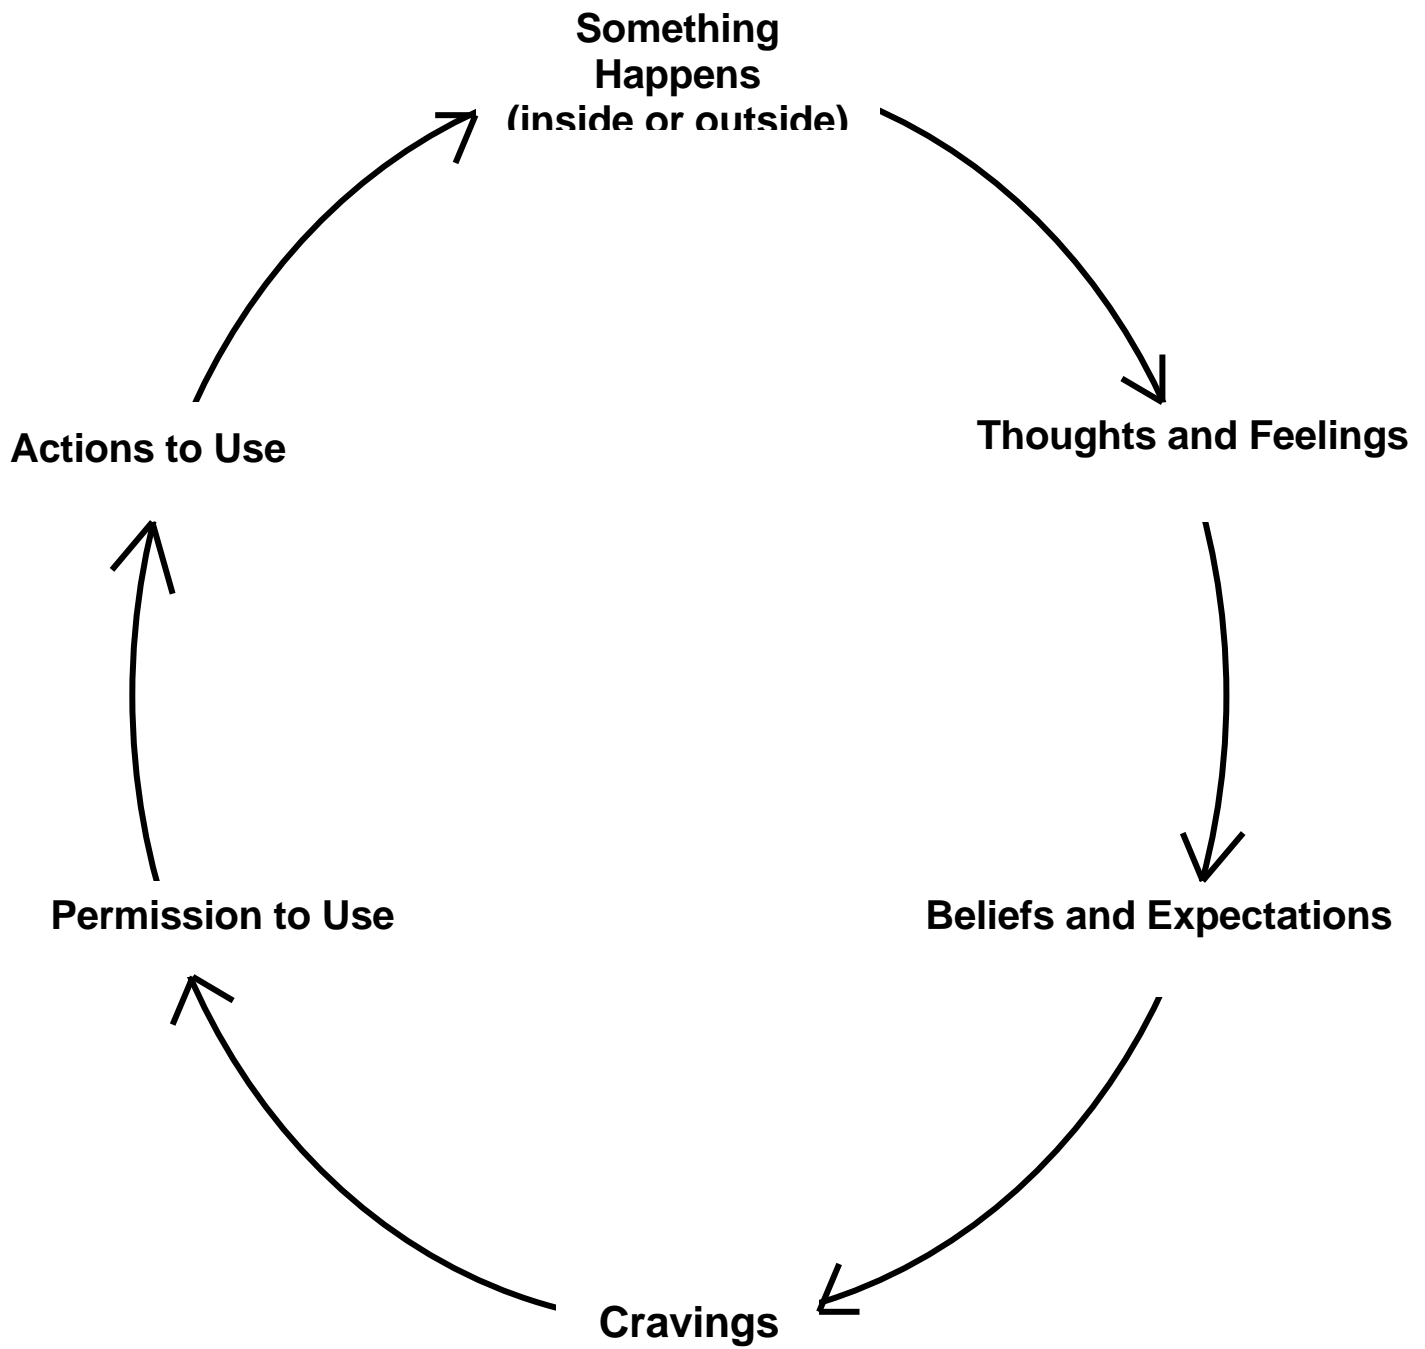 Something
Happens
(inside or outside)
Thoughts and Feelings
Beliefs and Expectations
Cravings
Permission to Use
Actions to Use